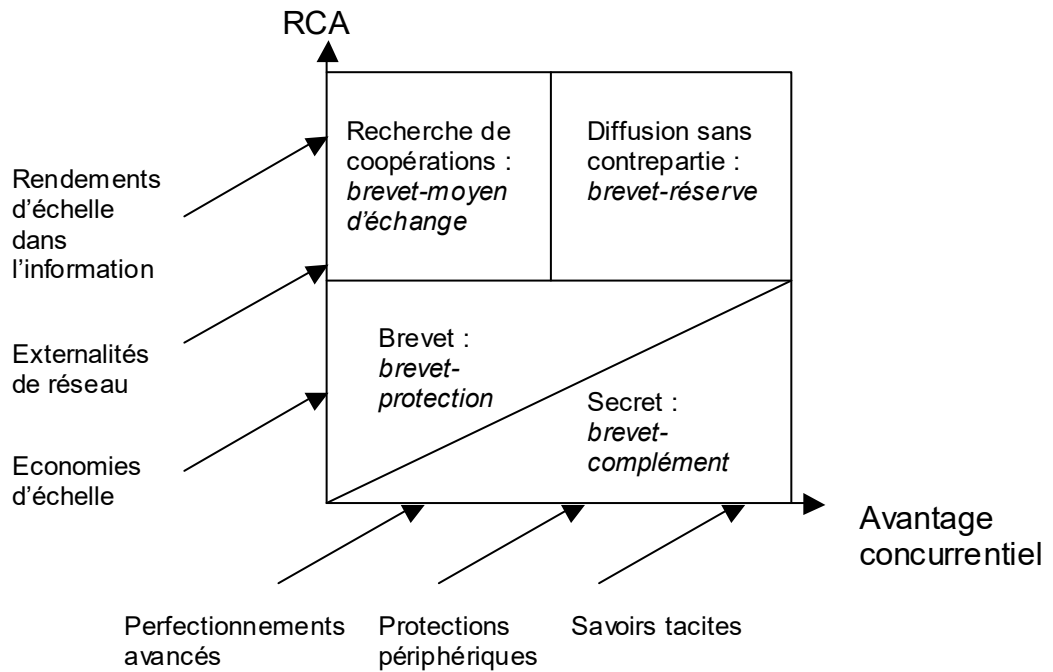 RCA
Recherche de
coopérations :
brevet-moyen
d'échange
Diffusion sans
contrepartie :
brevet-réserve
Rendements
d'échelle
dans
l'information
Brevet :
brevet-
protection
Externalités
de réseau
Secret :
brevet-
complément
Economies
d'échelle
Avantage
concurrentiel
Perfectionnements
avancés
Protections
périphériques
Savoirs tacites